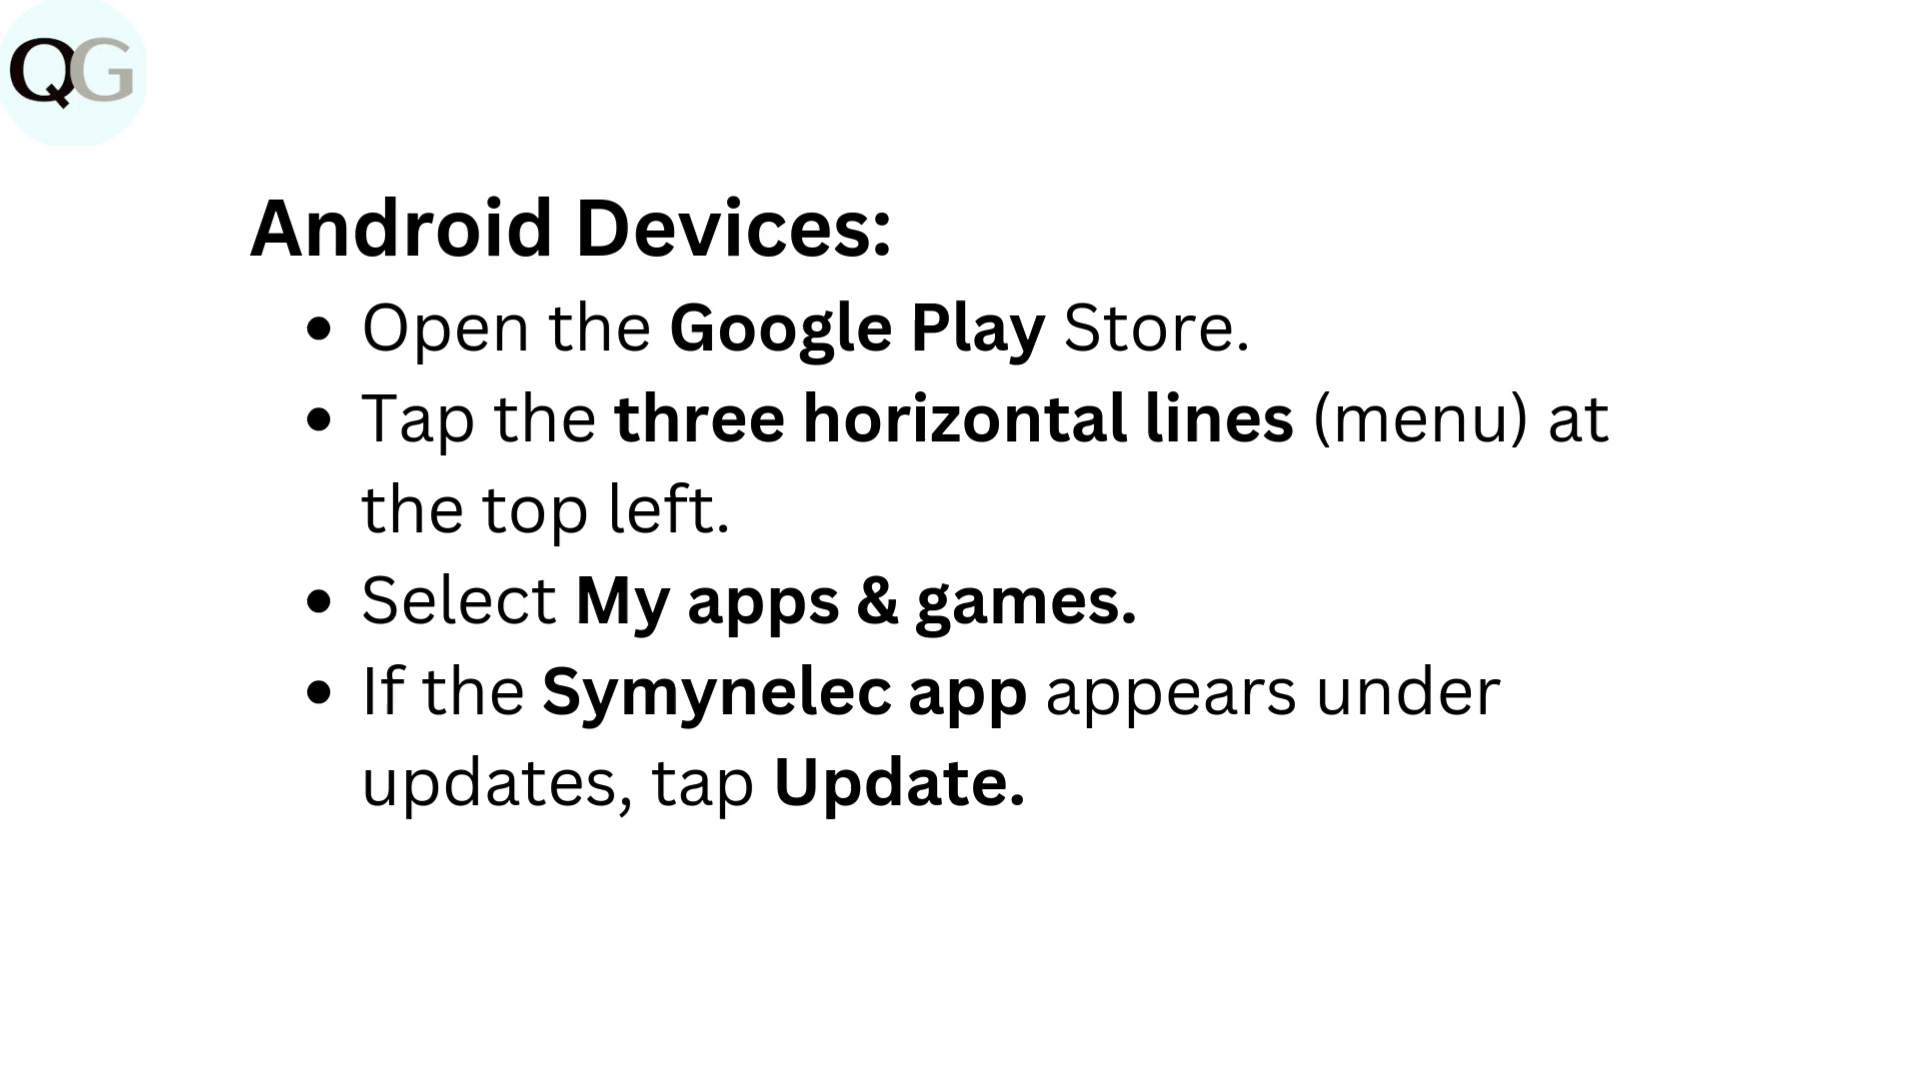 QG
Android Devices:
• Open the Google Play Store.
• Tap the three horizontal lines (menu) at
the top left.
• Select My apps & games.
• If the Symynelec app appears under
updates, tap Update.